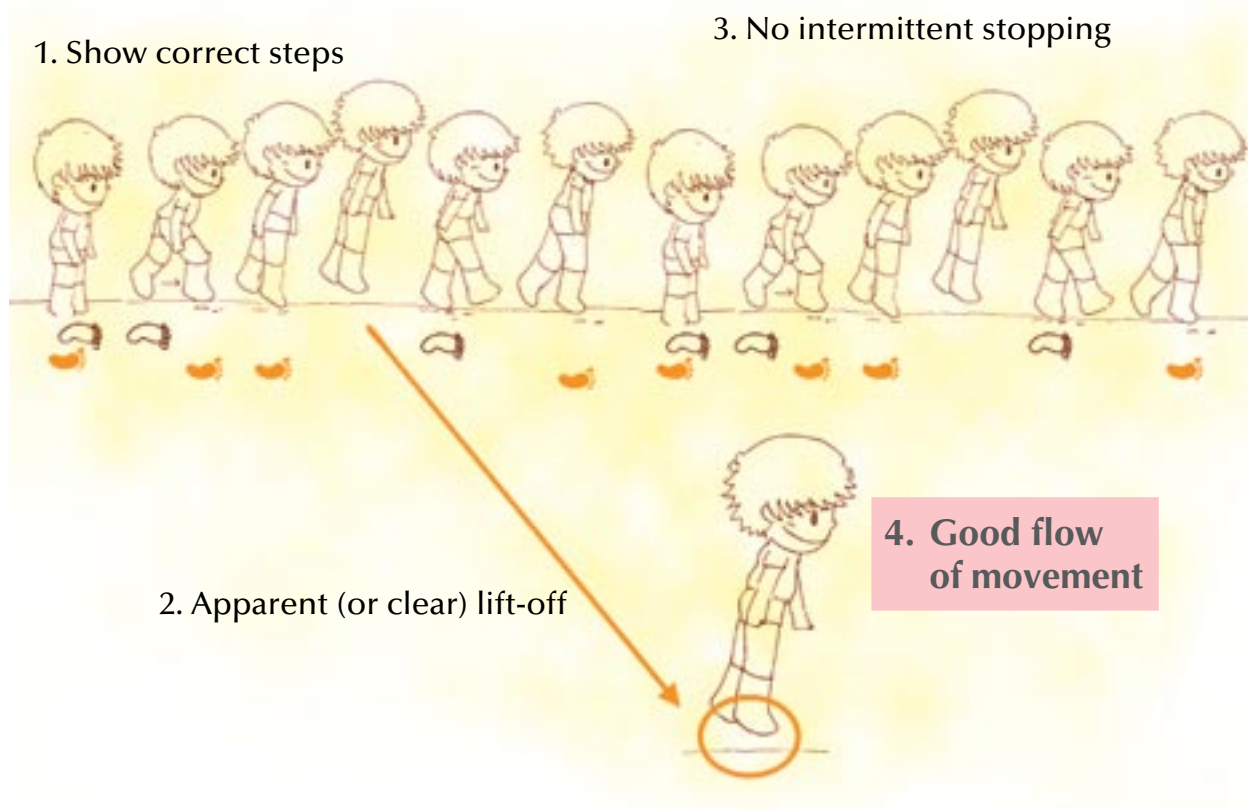 1. Show correct steps
3. No intermittent stopping
2. Apparent (or clear) lift-off
4. Good flow
of movement